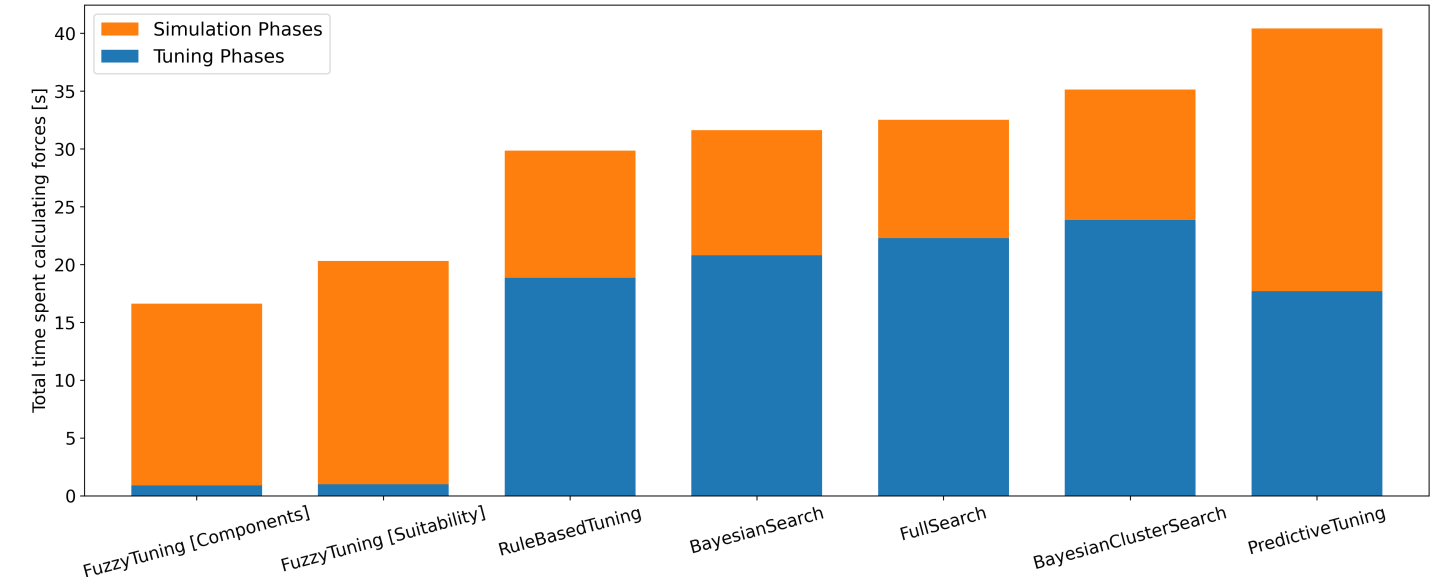 Simulation Phases
Tuning Phases
Total time spent calculating forces [s]
40
35
30
25
20
15
10
5
0
FuzzyTuning [Components]
FuzzyTuning [Suitability]
RuleBasedTuning
BayesianSearch
FullSearch
BayesianClusterSearch
PredictiveTuning